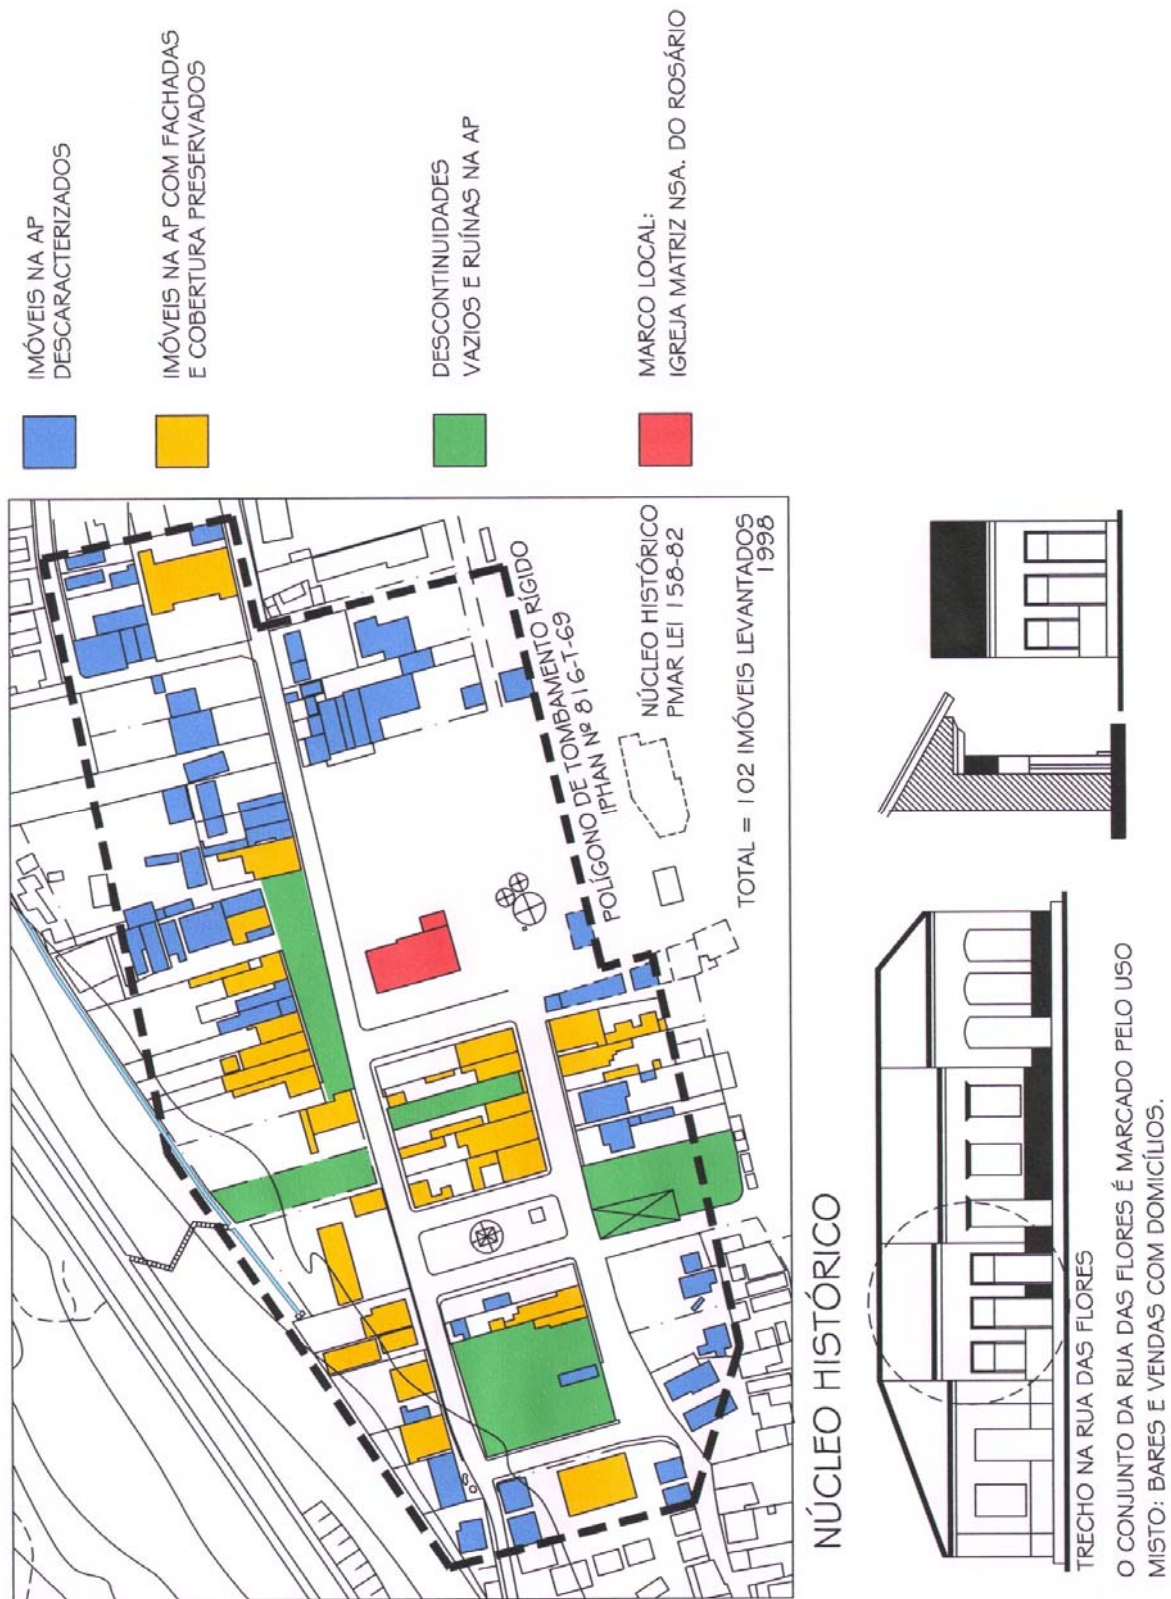 IMÓVEIS NA AP
DESCARACTERIZADOS
IMÓVEIS NA AP COM FACHADAS
E COBERTURA PRESERVADOS
DESCONTINUIDADES
VAZIOS E RUÍNAS NA AP
MARCO LOCAL:
IGREJA MATRIZ NSA. DO ROSÁRIO
POLÍGONO DE TOMBAMENTO RÍGIDO
IPHAN Nº 816-T-69
NÚCLEO HISTÓRICO
PMAR LEI 158-82
TOTAL = 102 IMÓVEIS LEVANTADOS
1998
NÚCLEO HISTÓRICO
TRECHO NA RUA DAS FLORES
O CONJUNTO DA RUA DAS FLORES É MARCADO PELO USO
MISTO: BARES E VENDAS COM DOMICÍLIOS.